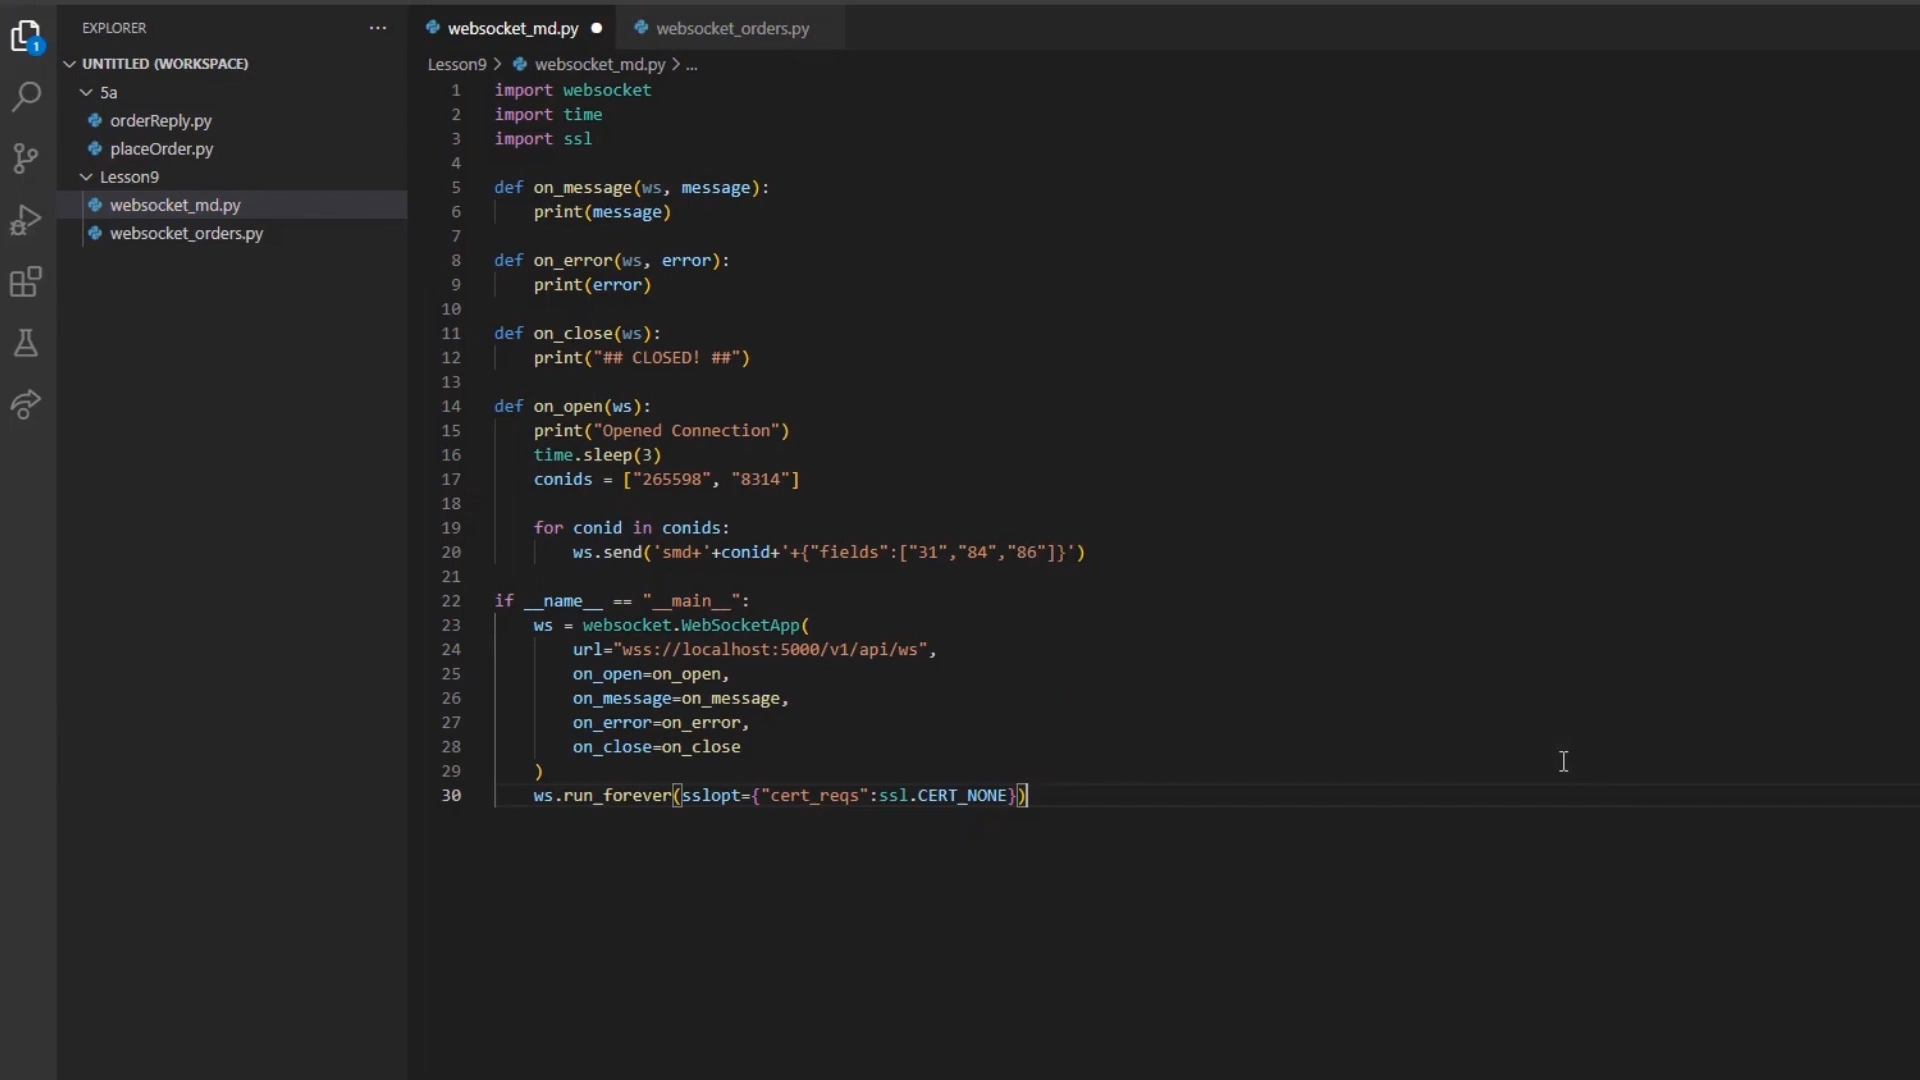 EXPLORER
...
UNTITLED (WORKSPACE)
5a
orderReply.py
placeOrder.py
Lesson9
websocket_md.py
websocket_orders.py
1
websocket_md.py
websocket_orders.py
Lesson9 > websocket_md.py > ...
1 import websocket
2 import time
3 import ssl
4
5 def on_message(ws, message):
6     print(message)
7
8 def on_error(ws, error):
9     print(error)
10
11 def on_close(ws):
12     print("## CLOSED! ##")
13
14 def on_open(ws):
15     print("Opened Connection")
16     time.sleep(3)
17     conids = ["265598", "8314"]
18
19     for conid in conids:
20         ws.send('smd+'+conid+'+{"fields":["31","84","86"]}')
21
22 if __name__ == "__main__":
23     ws = websocket.WebSocketApp(
24         url="wss://localhost:5000/v1/api/ws",
25         on_open=on_open,
26         on_message=on_message,
27         on_error=on_error,
28         on_close=on_close
29     )
30     ws.run_forever(sslopt={"cert_reqs":ssl.CERT_NONE})